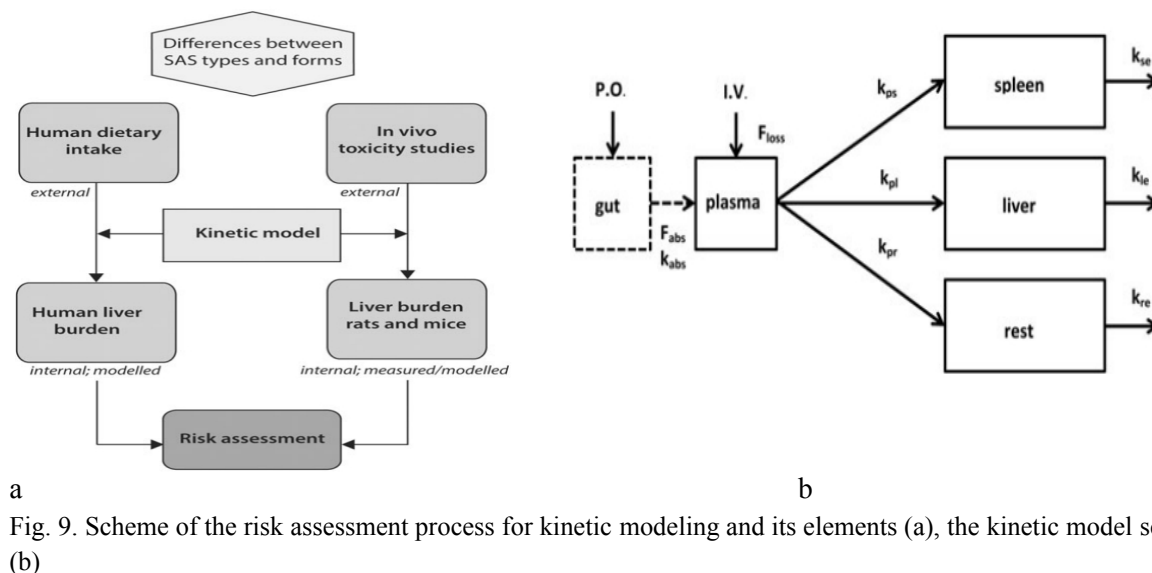 Differences between
SAS types and forms
Human dietary
intake
In vivo
toxicity studies
external
external
Kinetic model
Human liver
burden
Liver burden
rats and mice
internal; modelled
internal; measured/modelled
Risk assessment
a
P.O.
I.V.
F_loss
gut
F_abs
k_abs
plasma
k_ps
k_pl
k_pr
spleen
k_se
liver
k_le
rest
k_re
b
Fig. 9. Scheme of the risk assessment process for kinetic modeling and its elements (a), the kinetic model
(b)